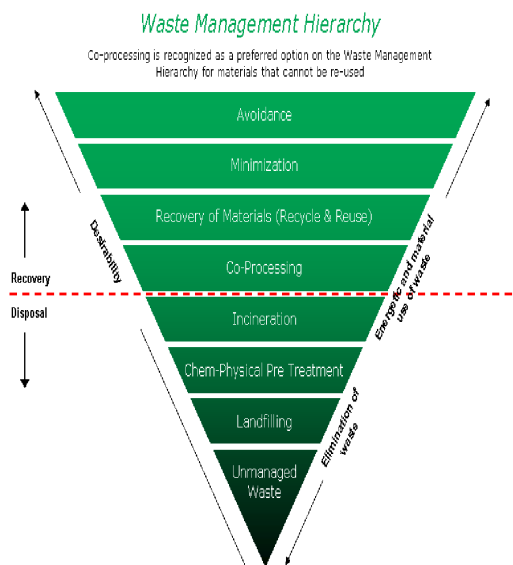 Waste Management Hierarchy
Co-processing is recognized as a preferred option on the Waste Management
Hierarchy for materials that cannot be re-used
Avoidance
Minimization
Recovery of Materials (Recycle & Reuse)
Desirability
Co-Processing
Energetic and material
use of waste
Recovery
Disposal
Incineration
Chem-Physical Pre Treatment
Landfilling
Elimination of
waste
Unmanaged
Waste